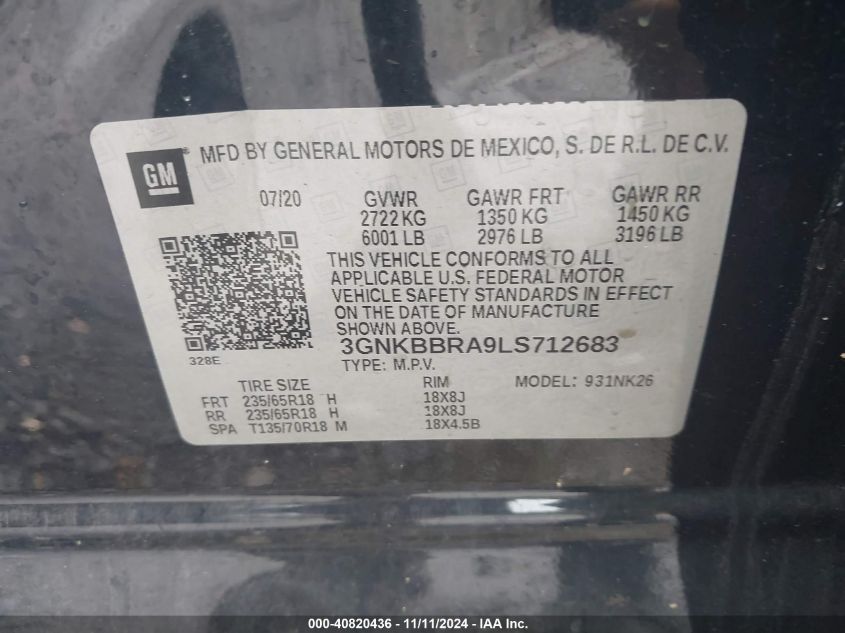 GM
MFD BY GENERAL MOTORS DE MEXICO, S. DE R.L. DE C.V.
07/20 GVWR GAWR FRT GAWR RR
2722 KG 1350 KG 1450 KG
6001 LB 2976 LB 3196 LB
THIS VEHICLE CONFORMS TO ALL
APPLICABLE U.S. FEDERAL MOTOR
VEHICLE SAFETY STANDARDS IN EFFECT
ON THE DATE OF MANUFACTURE
SHOWN ABOVE.
328E 3GNKBBRA9LS712683
TYPE: M.P.V.
TIRE SIZE RIM MODEL: 931NK26
FRT 235/65R18 H 18X8J
RR 235/65R18 H 18X8J
SPA T135/70R18 M 18X4.5B
000-40820436 - 11/11/2024 - IAA Inc.